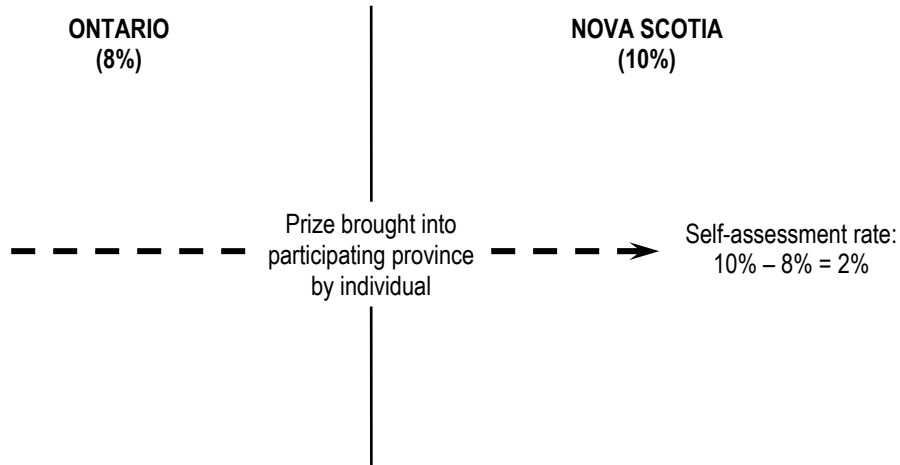 ONTARIO
(8%)
NOVA SCOTIA
(10%)
Prize brought into
participating province
by individual
Self-assessment rate:
10% – 8% = 2%